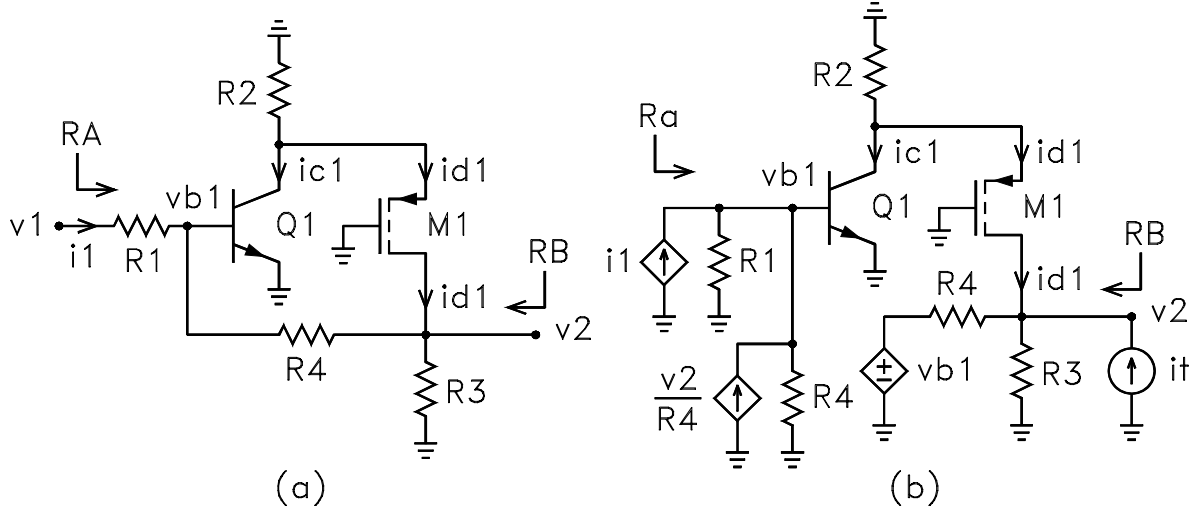 R2
RA
ic1
id1
vb1
v1
Q1
M1
i1
R1
RB
id1
v2
R4
R3
(a)
R2
Ra
ic1
id1
vb1
Q1
M1
RB
i1
R1
id1
R4
v2
v2
R4
R4
vb1
R3
it
(b)